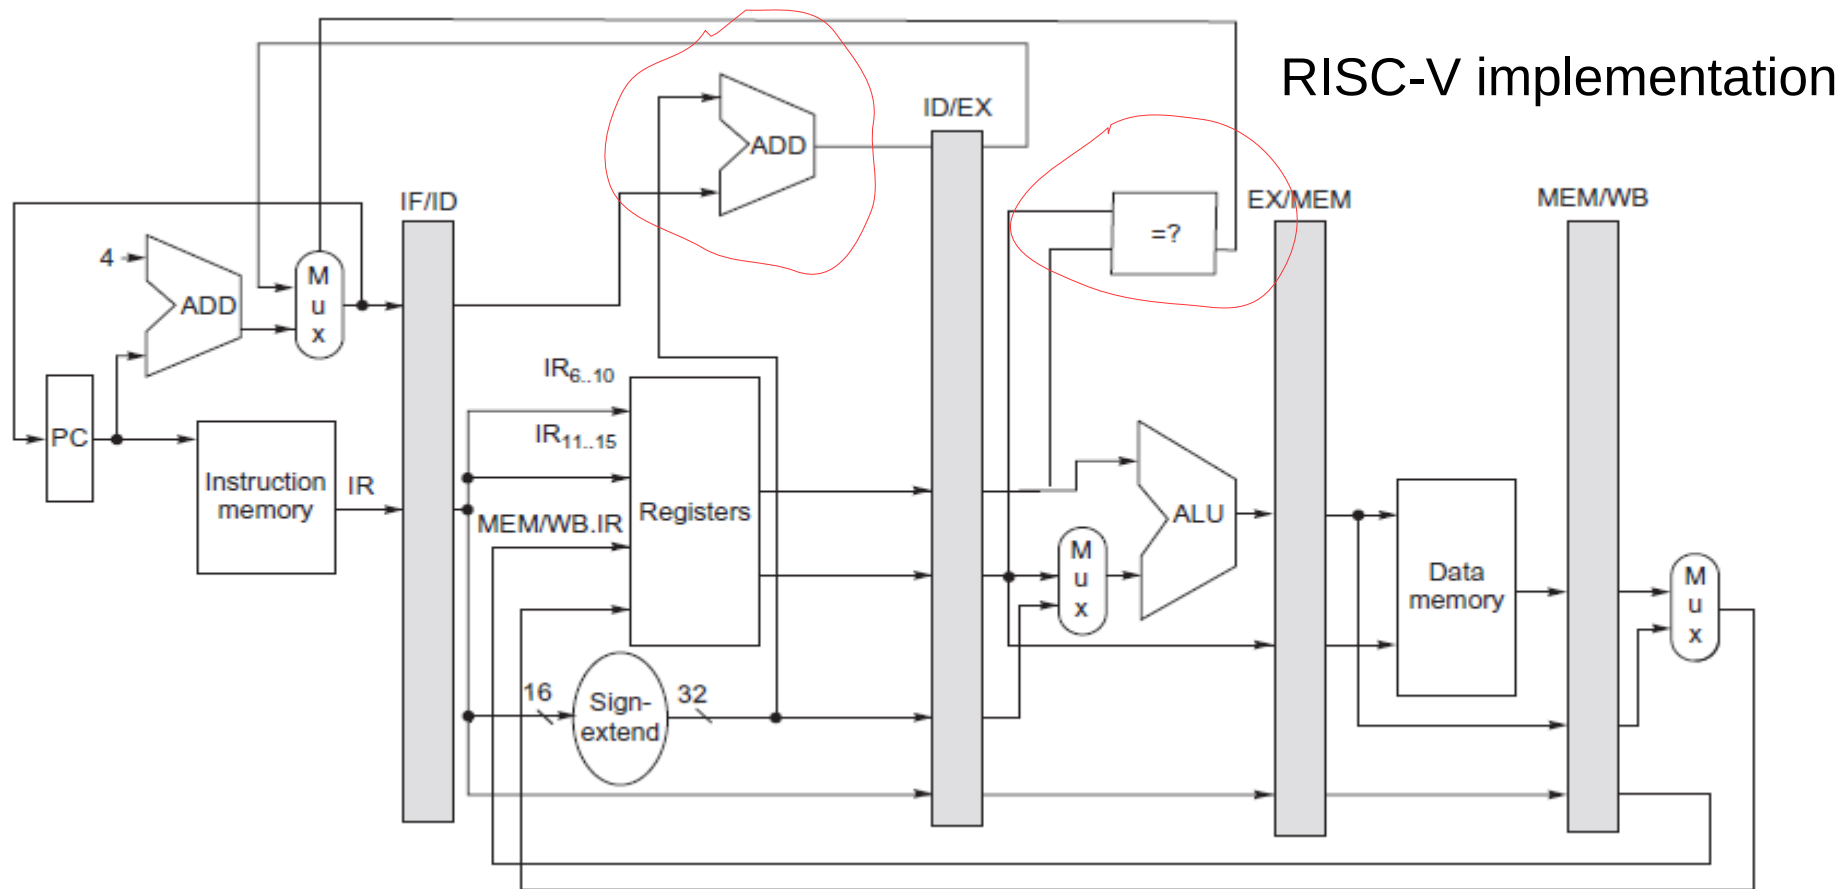 RISC-V implementation
ADD
ID/EX
IF/ID
EX/MEM
MEM/WB
=?
4
ADD
M
u
x
IR6..10
PC
IR11..15
Instruction
memory
IR
MEM/WB.IR
Registers
ALU
M
u
x
Data
memory
M
u
x
16
Sign-
extend
32